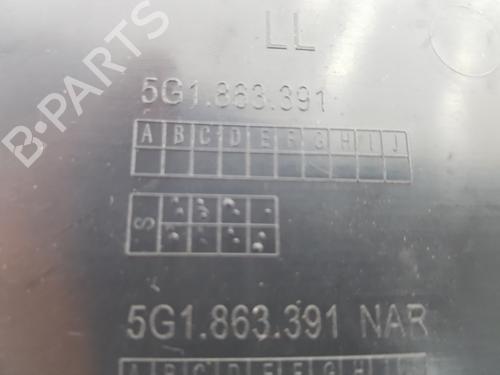 LL
5G1.863.391
A B C D E F G H I J
S
5G1.863.391 NAR
A B C D E F G H I
B-PARTS